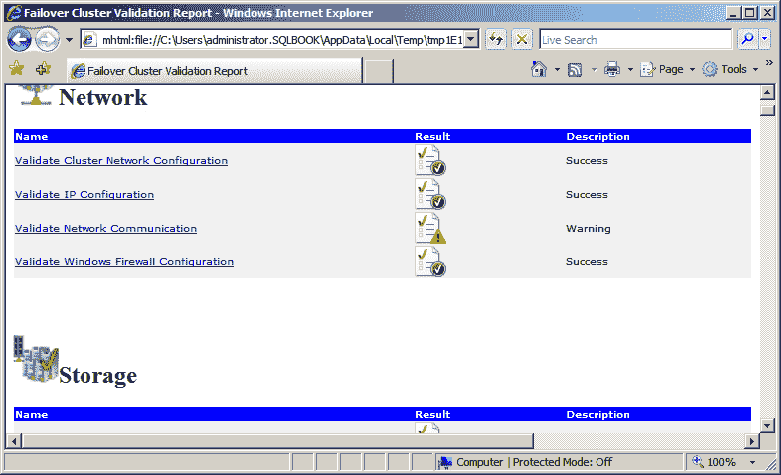 Failover Cluster Validation Report - Windows Internet Explorer
mhtml:file://C:\Users\administrator.SQLBOOK\AppData\Local\Temp\tmp1E1
Live Search
Failover Cluster Validation Report
Page
Tools
Network
Name Result Description
Validate Cluster Network Configuration Success
Validate IP Configuration Success
Validate Network Communication Warning
Validate Windows Firewall Configuration Success
Storage
Name Result Description
Computer | Protected Mode: Off
100%